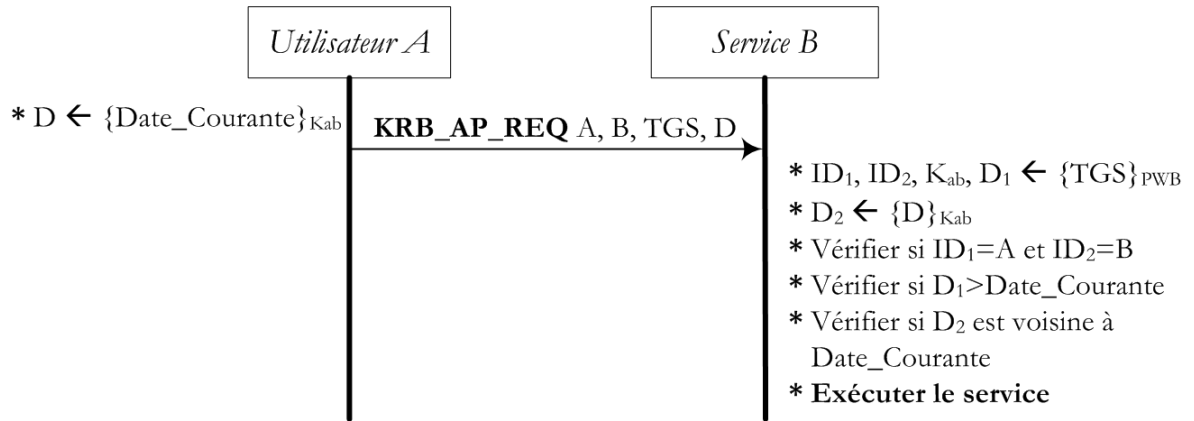 Utilisateur A
Service B
* D ← {Date_Courante}Kab
KRB_AP_REQ A, B, TGS, D
* ID1, ID2, Kab, D1 ← {TGS}PWB
* D2 ← {D}Kab
* Vérifier si ID1=A et ID2=B
* Vérifier si D1>Date_Courante
* Vérifier si D2 est voisine à
Date_Courante
* Exécuter le service